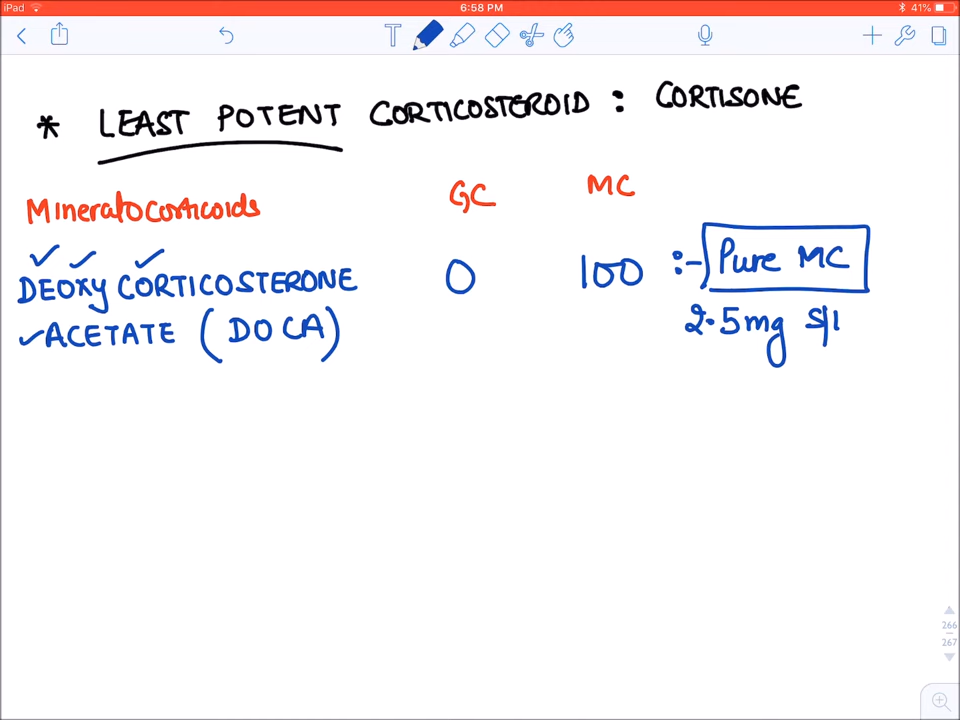 iPad 6:58 PM 41%
T
* LEAST POTENT CORTICOSTEROID : CORTISONE
Mineralocorticoids GC MC
DEOXY CORTICOSTERONE 0 100 :- Pure MC
ACETATE (DOCA) 2.5mg S/l
266
267